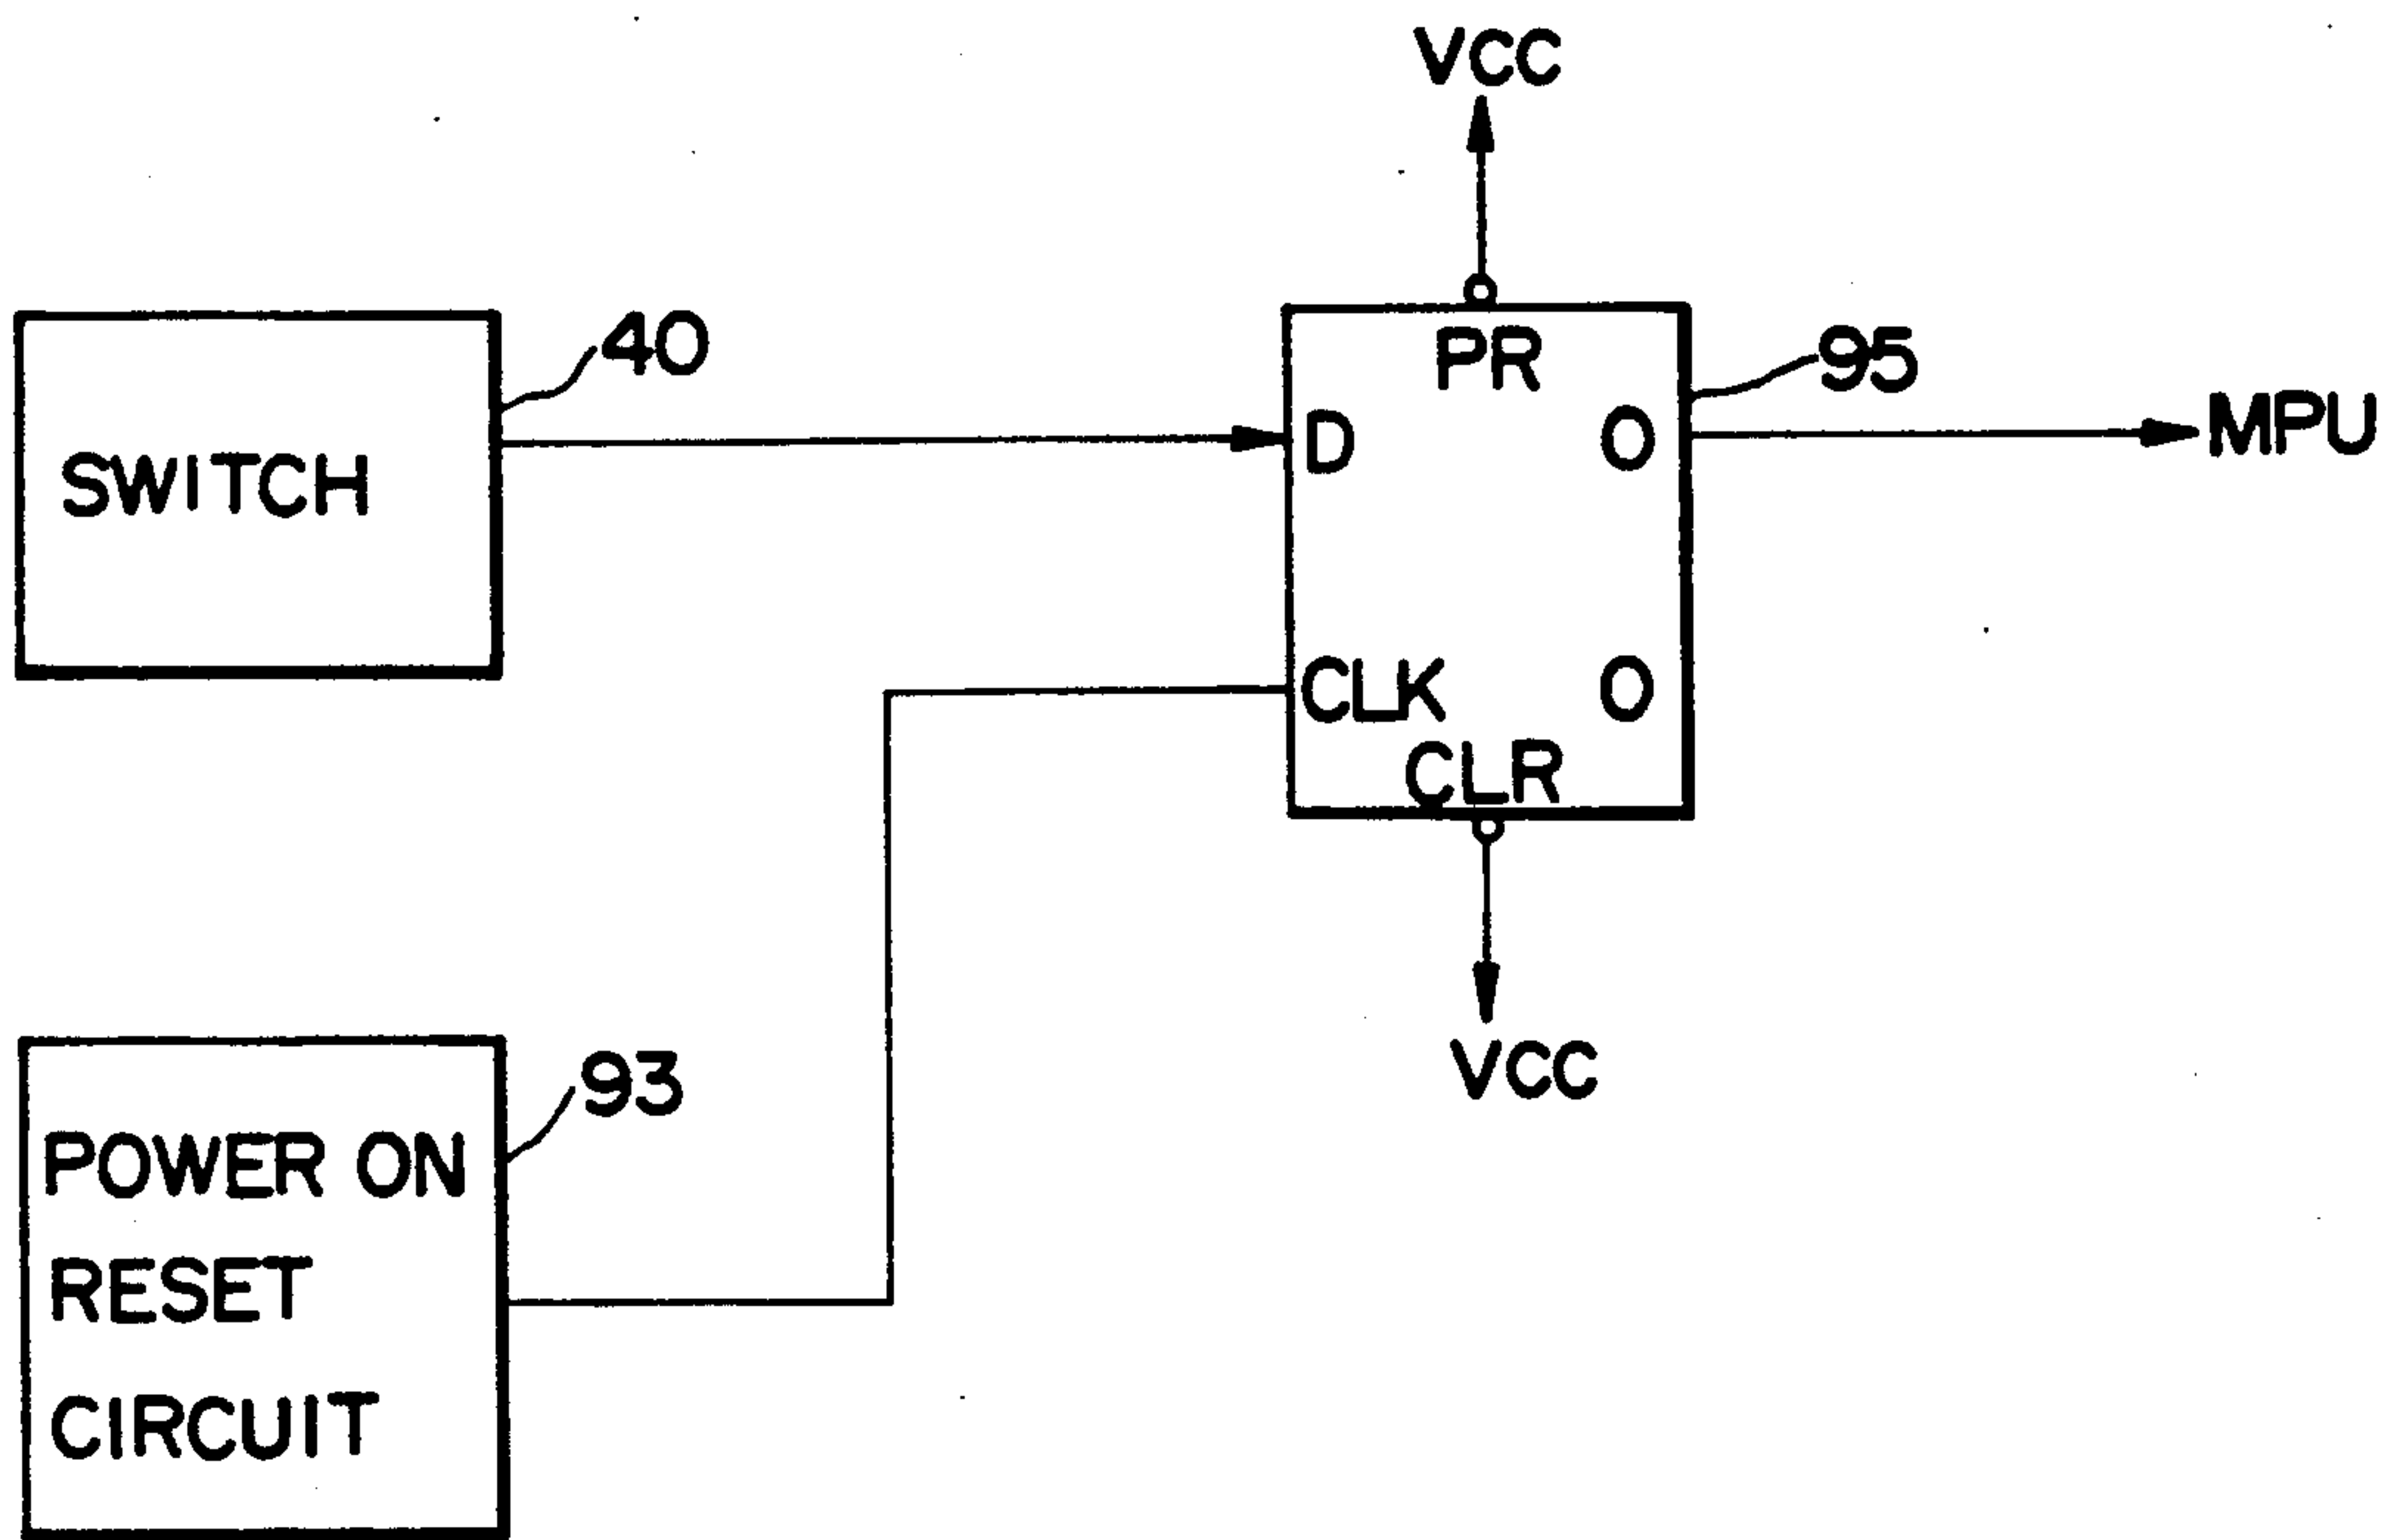 VCC
40
SWITCH
PR
95
D
O
MPU
CLK
O
CLR
VCC
93
POWER ON
RESET
CIRCUIT